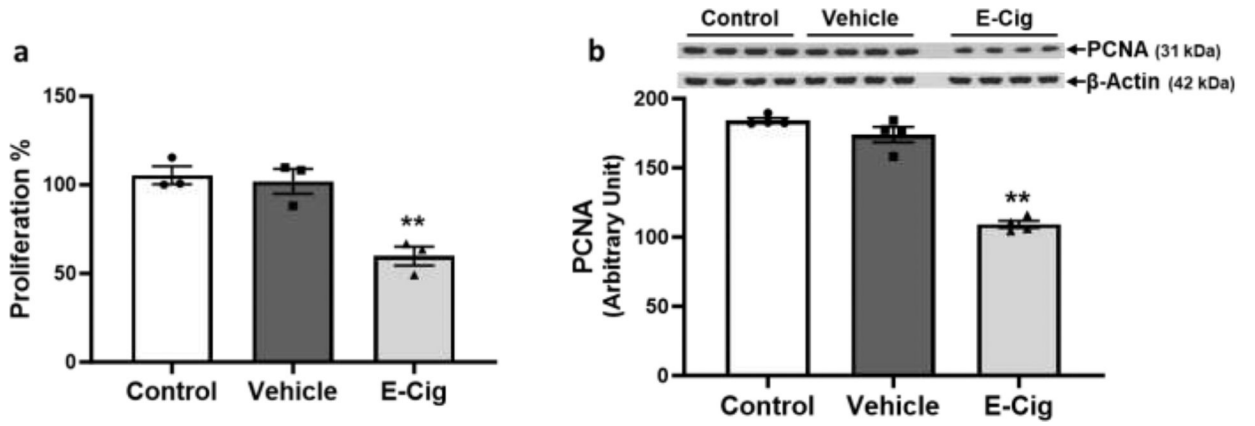 a
150
100
50
0
Proliferation %
**
Control Vehicle E-Cig
b
Control Vehicle E-Cig
PCNA (31 kDa)
β-Actin (42 kDa)
200
150
100
50
0
PCNA
(Arbitrary Unit)
**
Control Vehicle E-Cig